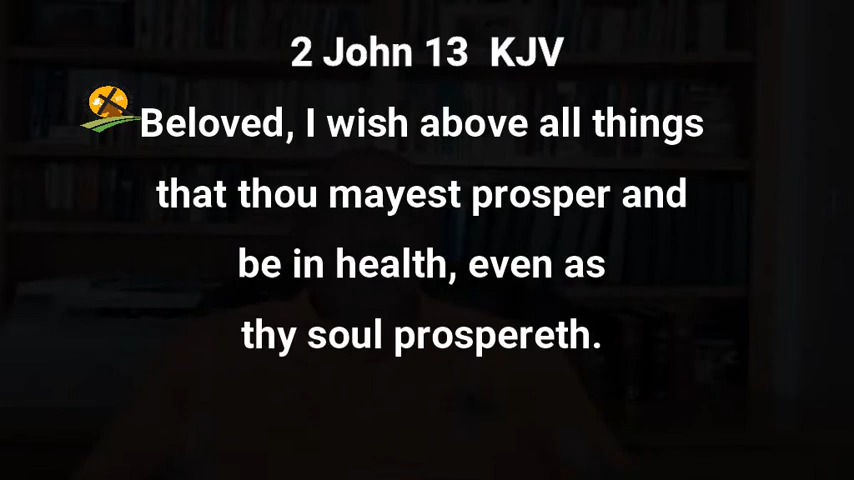 2 John 13 KJV
Beloved, I wish above all things
that thou mayest prosper and
be in health, even as
thy soul prospereth.